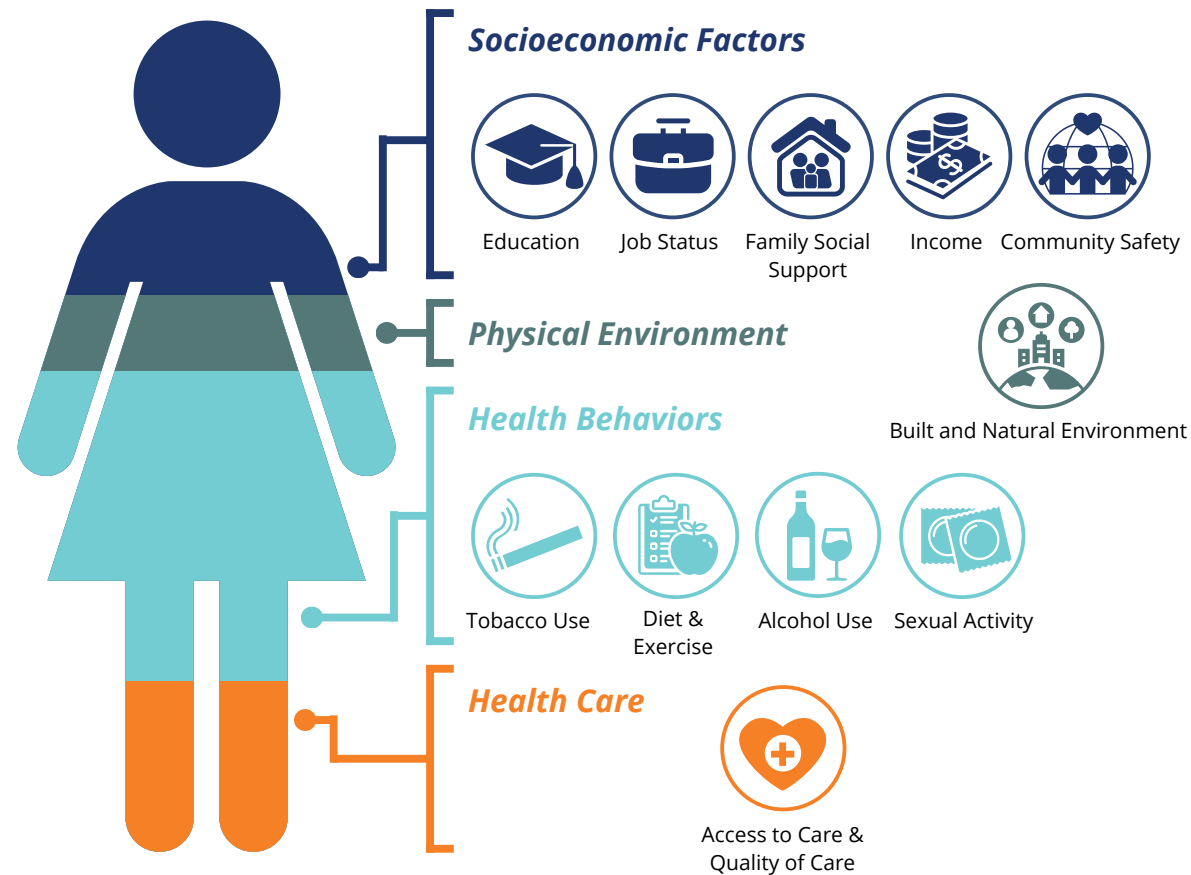 Socioeconomic Factors
Education
Job Status
Family Social
Support
Income
Community Safety
Physical Environment
Built and Natural Environment
Health Behaviors
Tobacco Use
Diet &
Exercise
Alcohol Use
Sexual Activity
Health Care
Access to Care &
Quality of Care